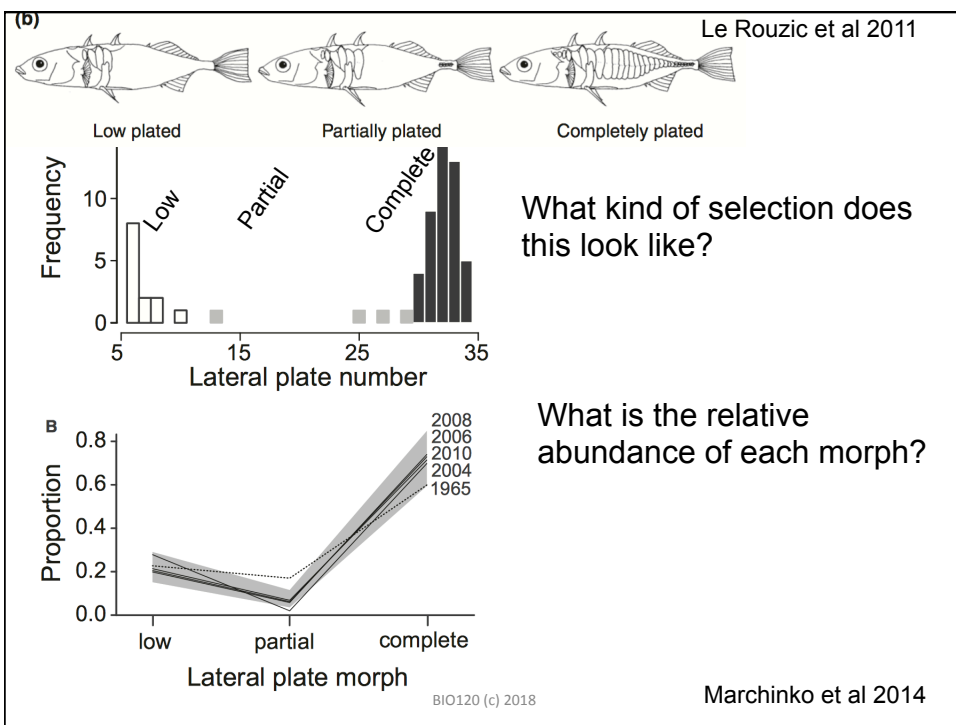 (b)
Le Rouzic et al 2011
Low plated
Partially plated
Completely plated
Frequency
10
5
0
Low
Partial
Complete
5
15
25
35
Lateral plate number
What kind of selection does
this look like?
B
Proportion
0.8
0.6
0.4
0.2
0.0
2008
2006
2010
2004
1965
low
partial
complete
Lateral plate morph
What is the relative
abundance of each morph?
BIO120 (c) 2018
Marchinko et al 2014